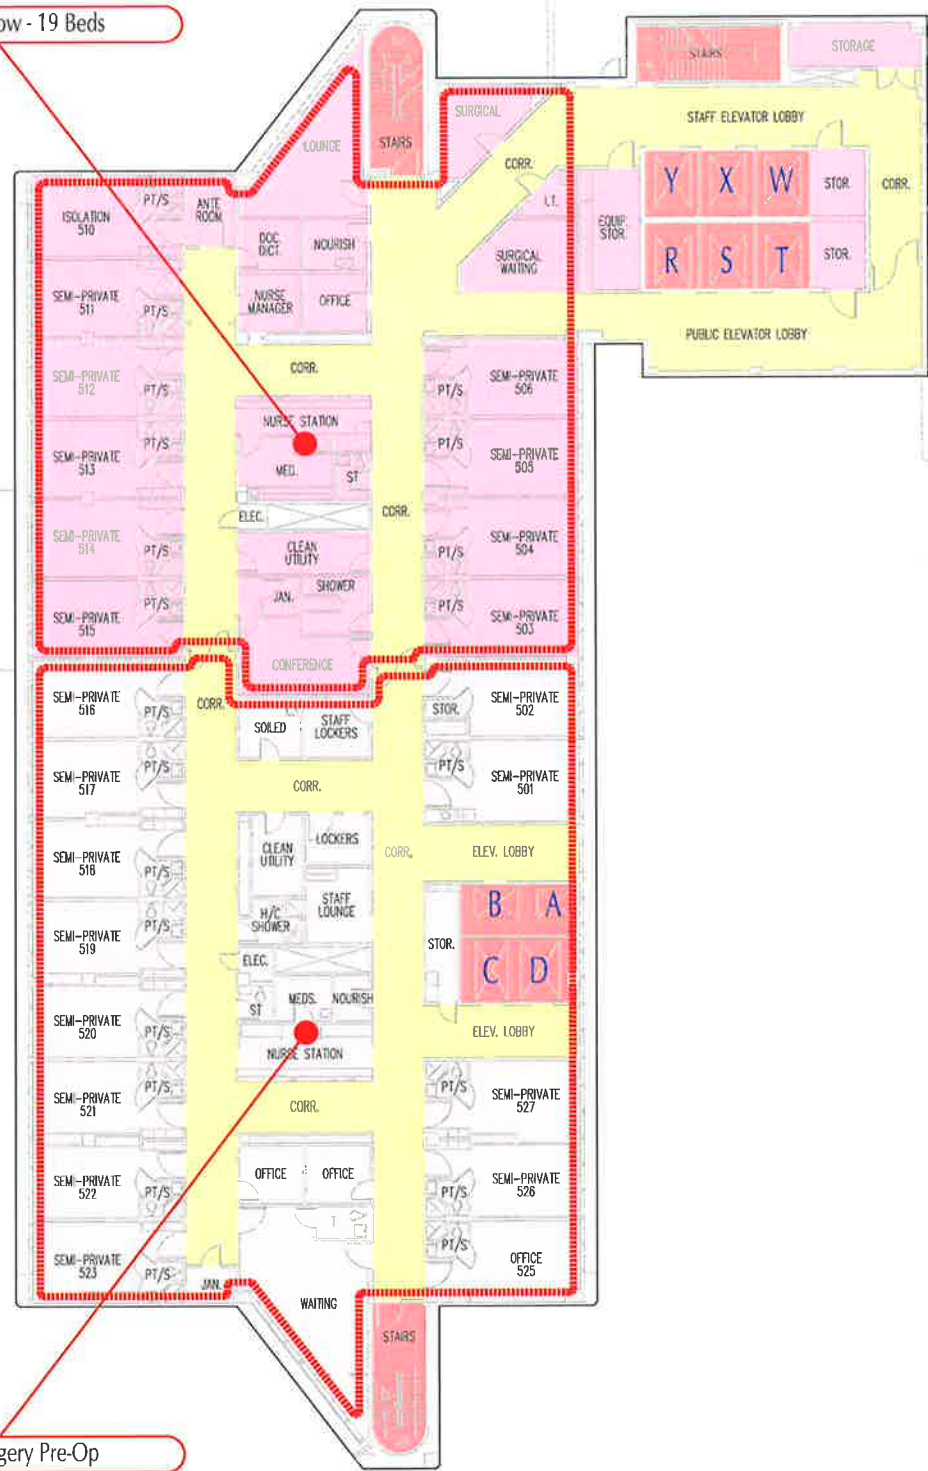 ow - 19 Beds
STAIRS
STORAGE
SURGICAL
STAFF ELEVATOR LOBBY
LOUNGE
STAIRS
CORR.
Y
X
W
STOR.
CORR.
PT/S
ANTE
ROOM
ISOLATION
510
I.T.
EQUIP.
STOR.
DOC.
DICT.
NOURISH
SURGICAL
WAITING
R
S
T
STOR.
SEMI-PRIVATE
511
PT/S
NURSE
MANAGER
OFFICE
PUBLIC ELEVATOR LOBBY
CORR.
SEMI-PRIVATE
512
PT/S
PT/S
SEMI-PRIVATE
506
NURSE STATION
SEMI-PRIVATE
513
PT/S
MED.
ST
PT/S
SEMI-PRIVATE
505
ELEC.
CORR.
SEMI-PRIVATE
514
PT/S
CLEAN
UTILITY
PT/S
SEMI-PRIVATE
504
SHOWER
JAN.
SEMI-PRIVATE
515
PT/S
PT/S
SEMI-PRIVATE
503
CONFERENCE
SEMI-PRIVATE
516
PT/S
CORR.
SOILED
STAFF
LOCKERS
STOR.
SEMI-PRIVATE
502
SEMI-PRIVATE
517
PT/S
CORR.
PT/S
SEMI-PRIVATE
501
CLEAN
UTILITY
LOCKERS
CORR.
ELEV. LOBBY
SEMI-PRIVATE
518
PT/S
STAFF
LOUNGE
H/C
SHOWER
B
A
SEMI-PRIVATE
519
PT/S
ELEC.
STOR.
C
D
ST
MEDS.
NOURISH
SEMI-PRIVATE
520
PT/S
NURSE STATION
ELEV. LOBBY
SEMI-PRIVATE
521
PT/S
CORR.
PT/S
SEMI-PRIVATE
527
OFFICE
OFFICE
SEMI-PRIVATE
522
PT/S
PT/S
SEMI-PRIVATE
526
T
SEMI-PRIVATE
523
PT/S
JAN.
WAITING
PT/S
OFFICE
525
STAIRS
gery Pre-Op